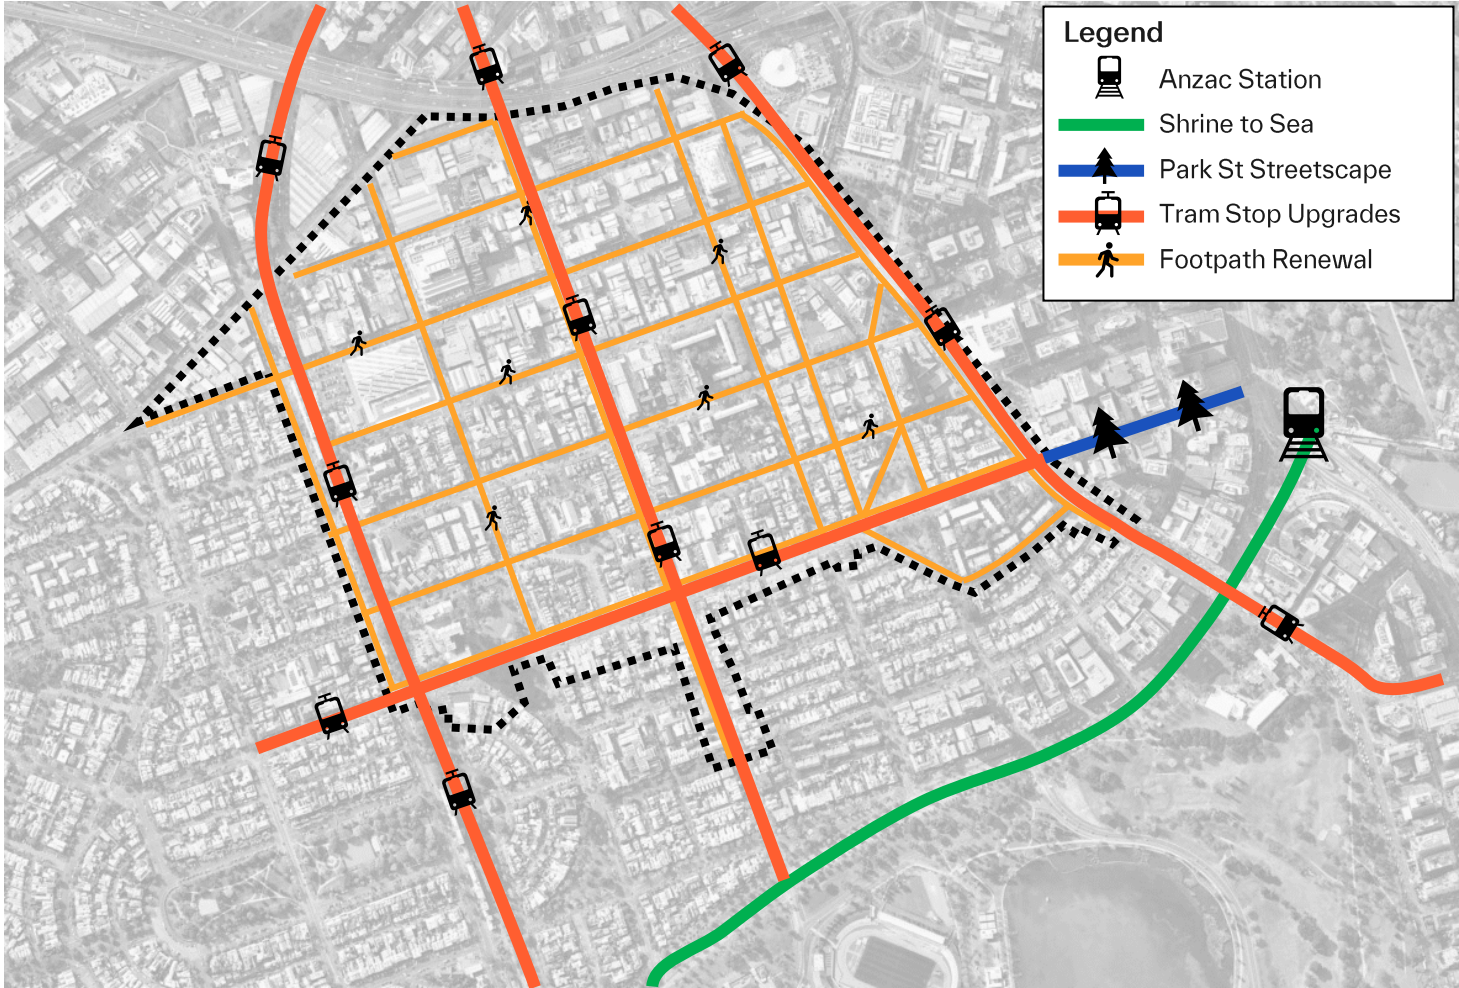 Legend
Anzac Station
Shrine to Sea
Park St Streetscape
Tram Stop Upgrades
Footpath Renewal